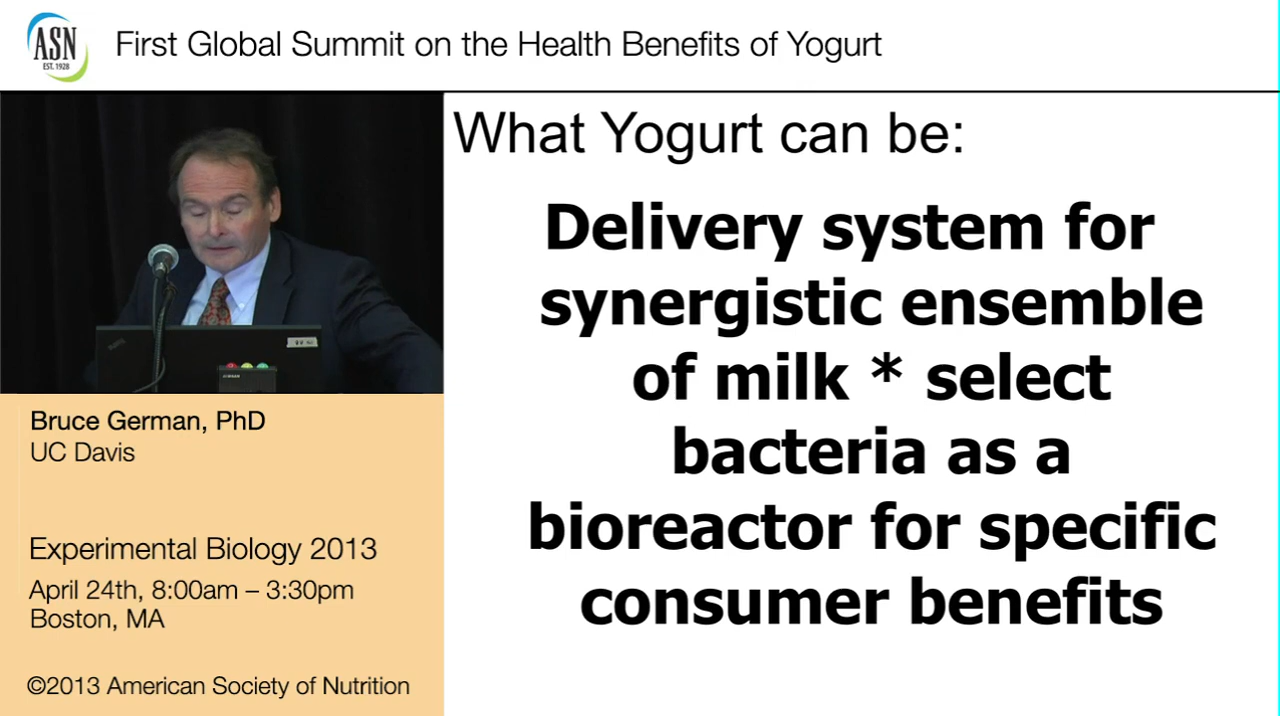 ASN
EST. 1928
First Global Summit on the Health Benefits of Yogurt
What Yogurt can be:
Delivery system for
synergistic ensemble
of milk * select
bacteria as a
bioreactor for specific
consumer benefits
Bruce German, PhD
UC Davis
Experimental Biology 2013
April 24th, 8:00am – 3:30pm
Boston, MA
©2013 American Society of Nutrition